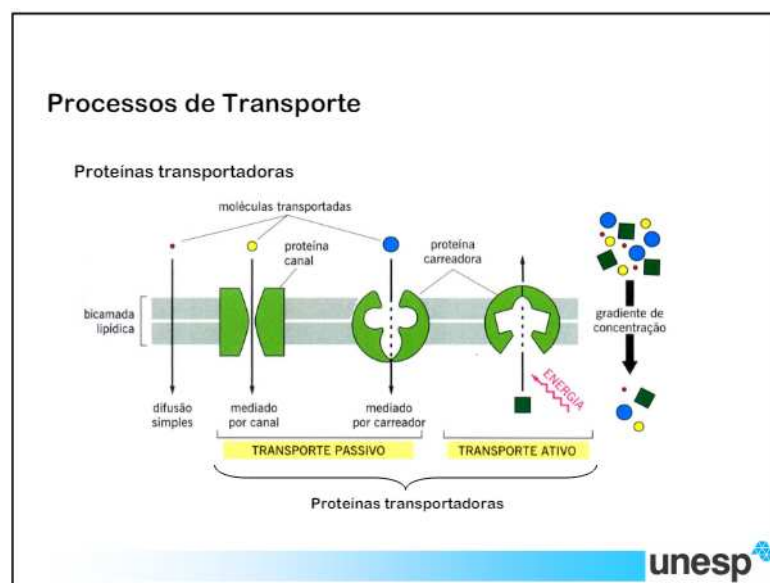 Processos de Transporte
Proteínas transportadoras
moléculas transportadas
proteína
canal
proteína
carreadora
bicamada
lipídica
gradiente de
concentração
ENERGIA
difusão
simples
mediado
por canal
mediado
por carreador
TRANSPORTE PASSIVO
TRANSPORTE ATIVO
Proteínas transportadoras
unesp